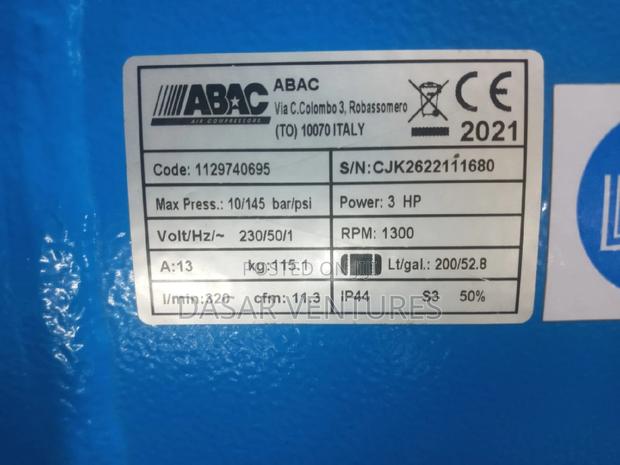 ABAC
AIR COMPRESSORS
ABAC
Via C.Colombo 3, Robassomero
(TO) 10070 ITALY
CE
2021
Code: 1129740695
S/N:CJK2622111680
Max Press.: 10/145 bar/psi
Power: 3 HP
Volt/Hz/~ 230/50/1
RPM: 1300
A:13 kg:115.1
Lt/gal.: 200/52.8
l/min:320 cfm: 11.3
IP44 S3 50%
POSTED ON
DASAR VENTURES